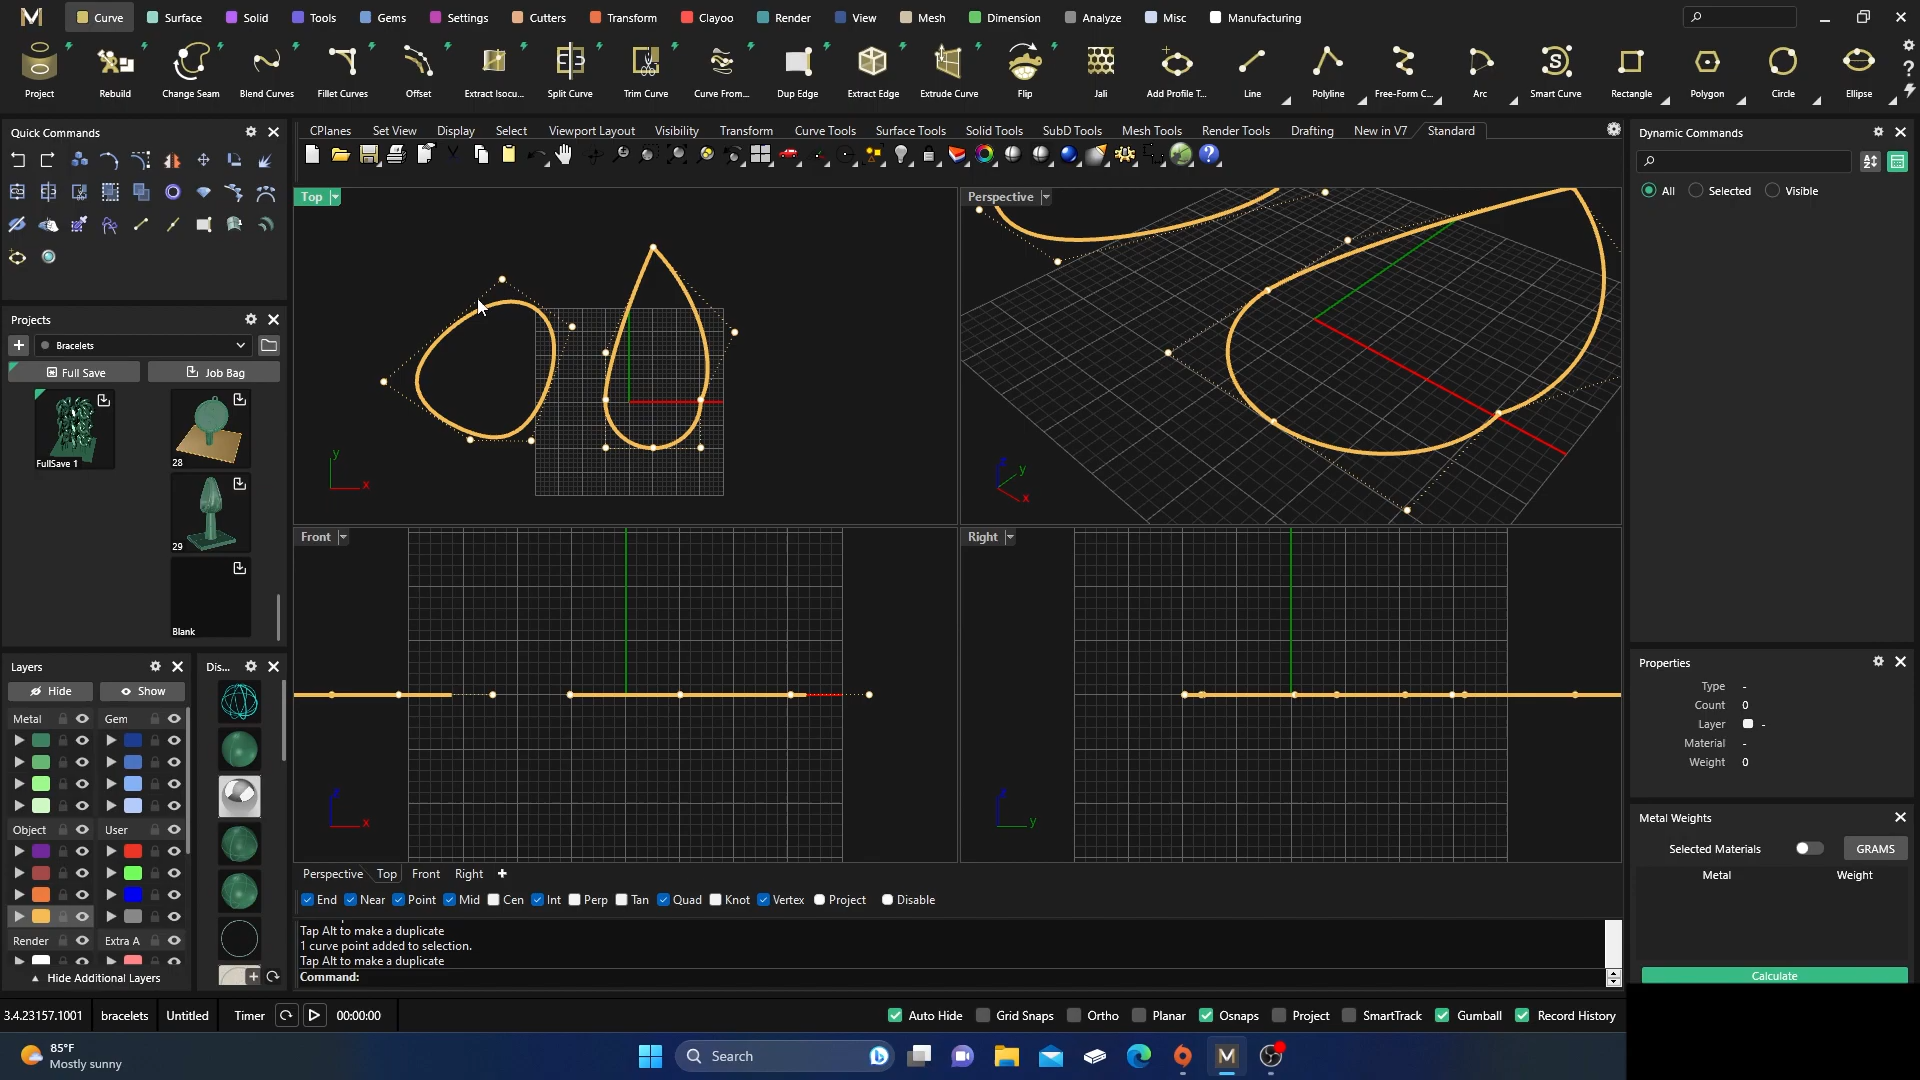 Curve Surface Solid Tools Gems Settings Cutters Transform Clayoo Render View Mesh Dimension Analyze Misc Manufacturing
Project Rebuild Change Seam Blend Curves Fillet Curves Offset Extract Isocu... Split Curve Trim Curve Curve From... Dup Edge Extract Edge Extrude Curve Flip Jali Add Profile T... Line Polyline Free-Form C... Arc Smart Curve Rectangle Polygon Circle Ellipse
Quick Commands
CPlanes Set View Display Select Viewport Layout Visibility Transform Curve Tools Surface Tools Solid Tools SubD Tools Mesh Tools Render Tools Drafting New in V7 Standard
Dynamic Commands
All Selected Visible
Top
Perspective
y
x
z
y
x
Projects
Bracelets
Full Save Job Bag
FullSave 1
28
29
Blank
Front
Right
z
x
z
y
Layers
Hide Show
Metal Gem
Object User
Render Extra A
Hide Additional Layers
Dis...
Properties
Type -
Count 0
Layer -
Material -
Weight 0
Metal Weights
Selected Materials GRAMS
Metal Weight
Calculate
Perspective Top Front Right
End Near Point Mid Cen Int Perp Tan Quad Knot Vertex Project Disable
Tap Alt to make a duplicate
1 curve point added to selection.
Tap Alt to make a duplicate
Command:
3.4.23157.1001 bracelets Untitled Timer 00:00:00 Auto Hide Grid Snaps Ortho Planar Osnaps Project SmartTrack Gumball Record History
85°F
Mostly sunny
Search